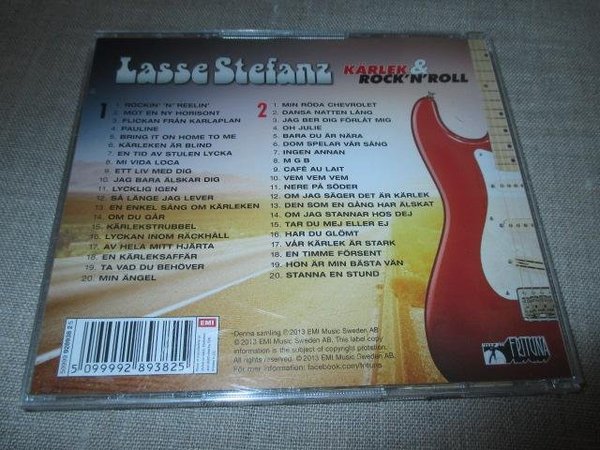 Lasse Stefanz
KÄRLEK &
ROCK'N'ROLL
1
1. ROCKIN' 'N' REELIN'
2. MOT EN NY HORISONT
3. FLICKAN FRÅN KARLAPLAN
4. PAULINE
5. BRING IT ON HOME TO ME
6. KÄRLEKEN ÄR BLIND
7. EN TID AV STULEN LYCKA
8. MI VIDA LOCA
9. ETT LIV MED DIG
10. JAG BARA ÄLSKAR DIG
11. LYCKLIG IGEN
12. SÅ LÄNGE JAG LEVER
13. EN ENKEL SÅNG OM KÄRLEKEN
14. OM DU GÅR
15. KÄRLEKSTRUBBEL
16. LYCKAN INOM RÄCKHÅLL
17. AV HELA MITT HJÄRTA
18. EN KÄRLEKSAFFÄR
19. TA VAD DU BEHÖVER
20. MIN ÄNGEL
2
1. MIN RÖDA CHEVROLET
2. DANSA NATTEN LÅNG
3. JAG BER DIG FÖRLÅT MIG
4. OH JULIE
5. BARA DU ÄR NÄRA
6. DOM SPELAR VÅR SÅNG
7. INGEN ANNAN
8. M G B
9. CAFÉ AU LAIT
10. VEM VEM VEM
11. NERE PÅ SÖDER
12. OM JAG SÄGER DET ÄR KÄRLEK
13. DEN SOM EN GÅNG HAR ÄLSKAT
14. OM JAG STANNAR HOS DEJ
15. TAR DU MEJ ELLER EJ
16. HAR DU GLÖMT
17. VÅR KÄRLEK ÄR STARK
18. EN TIMME FÖRSENT
19. HON ÄR MIN BÄSTA VÄN
20. STANNA EN STUND
5 099992 893825
EMI
Denna samling ℗ 2013 EMI Music Sweden AB.
© 2013 EMI Music Sweden AB. This label copy
information is the subject of copyright protection.
All rights reserved. © 2013 EMI Music Sweden AB.
För mer information: facebook.com/frituna
FRITUNA